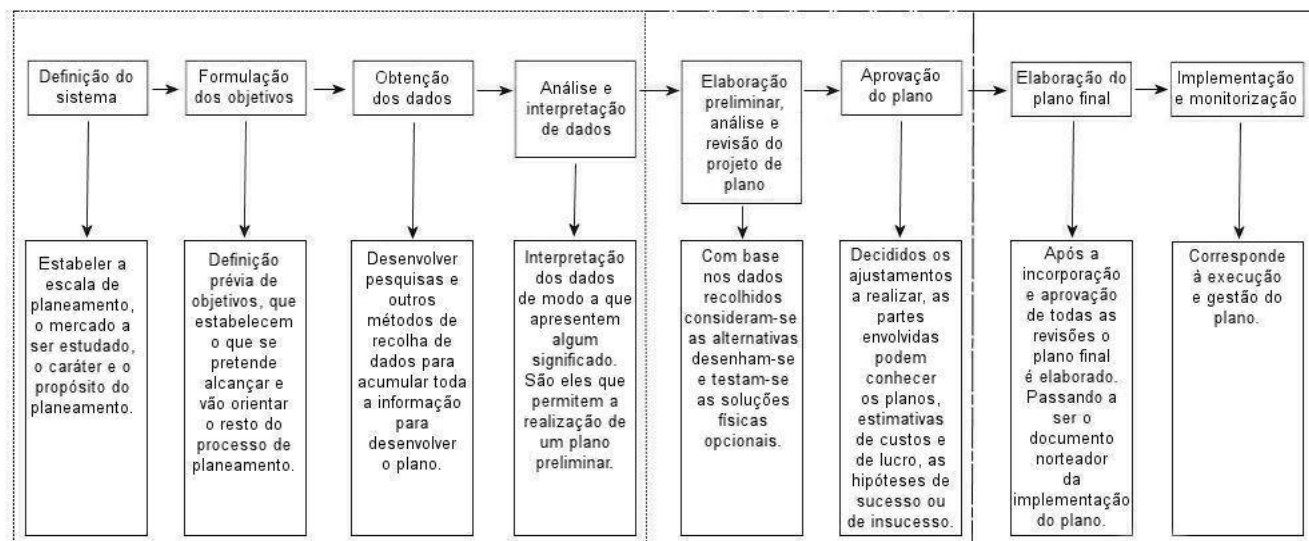 Definição do
sistema
Formulação
dos objetivos
Obtenção
dos dados
Análise e
interpretação
de dados
Elaboração
preliminar,
análise e
revisão do
projeto de
plano
Aprovação
do plano
Elaboração do
plano final
Implementação
e monitorização
Estabeler a
escala de
planeamento,
o mercado a
ser estudado,
o caráter e o
propósito do
planeamento.
Definição
prévia de
objetivos, que
estabelecem
o que se
pretende
alcançar e
vão orientar
o resto do
processo de
planeamento.
Desenvolver
pesquisas e
outros
métodos de
recolha de
dados para
acumular toda
a informação
para
desenvolver
o plano.
Interpretação
dos dados
de modo a que
apresentem
algum
significado.
São eles que
permitem a
realização de
um plano
preliminar.
Com base
nos dados
recolhidos
consideram-se
as alternativas
desenham-se
e testam-se
as soluções
físicas
opcionais.
Decididos os
ajustamentos
a realizar, as
partes
envolvidas
podem
conhecer
os planos,
estimativas
de custos e
de lucro, as
hipóteses de
sucesso ou
de insucesso.
Após a
incorporação
e aprovação
de todas as
revisões o
plano final
é elaborado.
Passando a
ser o
documento
norteador
da
implementação
do plano.
Corresponde
à execução
e gestão do
plano.